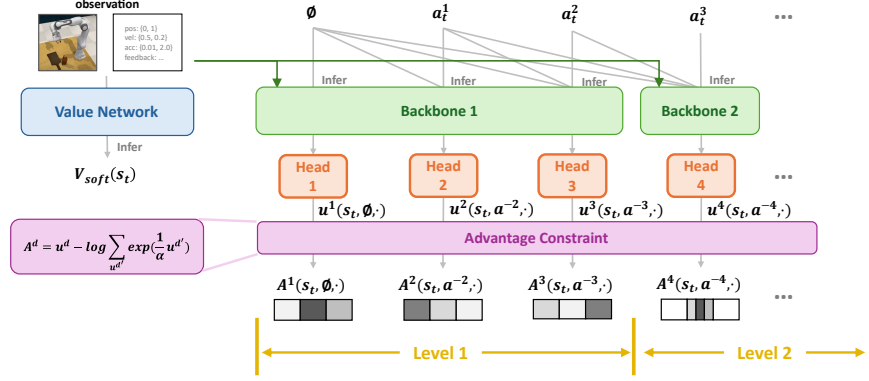 observation
pos: {0, 1}
vel: {0.5, 0.2}
acc: {0.01, 2.0}
feedback: ...
∅
a_t^1
a_t^2
a_t^3
...
Infer
Infer
Infer
Infer
Value Network
Backbone 1
Backbone 2
Infer
V_{soft}(s_t)
Head
1
Head
2
Head
3
Head
4
...
u^1(s_t, ∅,·)
u^2(s_t, a^{-2},·)
u^3(s_t, a^{-3},·)
u^4(s_t, a^{-4},·)
A^d = u^d − log ∑_{u^{d'}} exp(\frac{1}{α} u^{d'})
Advantage Constraint
A^1(s_t, ∅,·)
A^2(s_t, a^{-2},·)
A^3(s_t, a^{-3},·)
A^4(s_t, a^{-4},·)
...
Level 1
Level 2